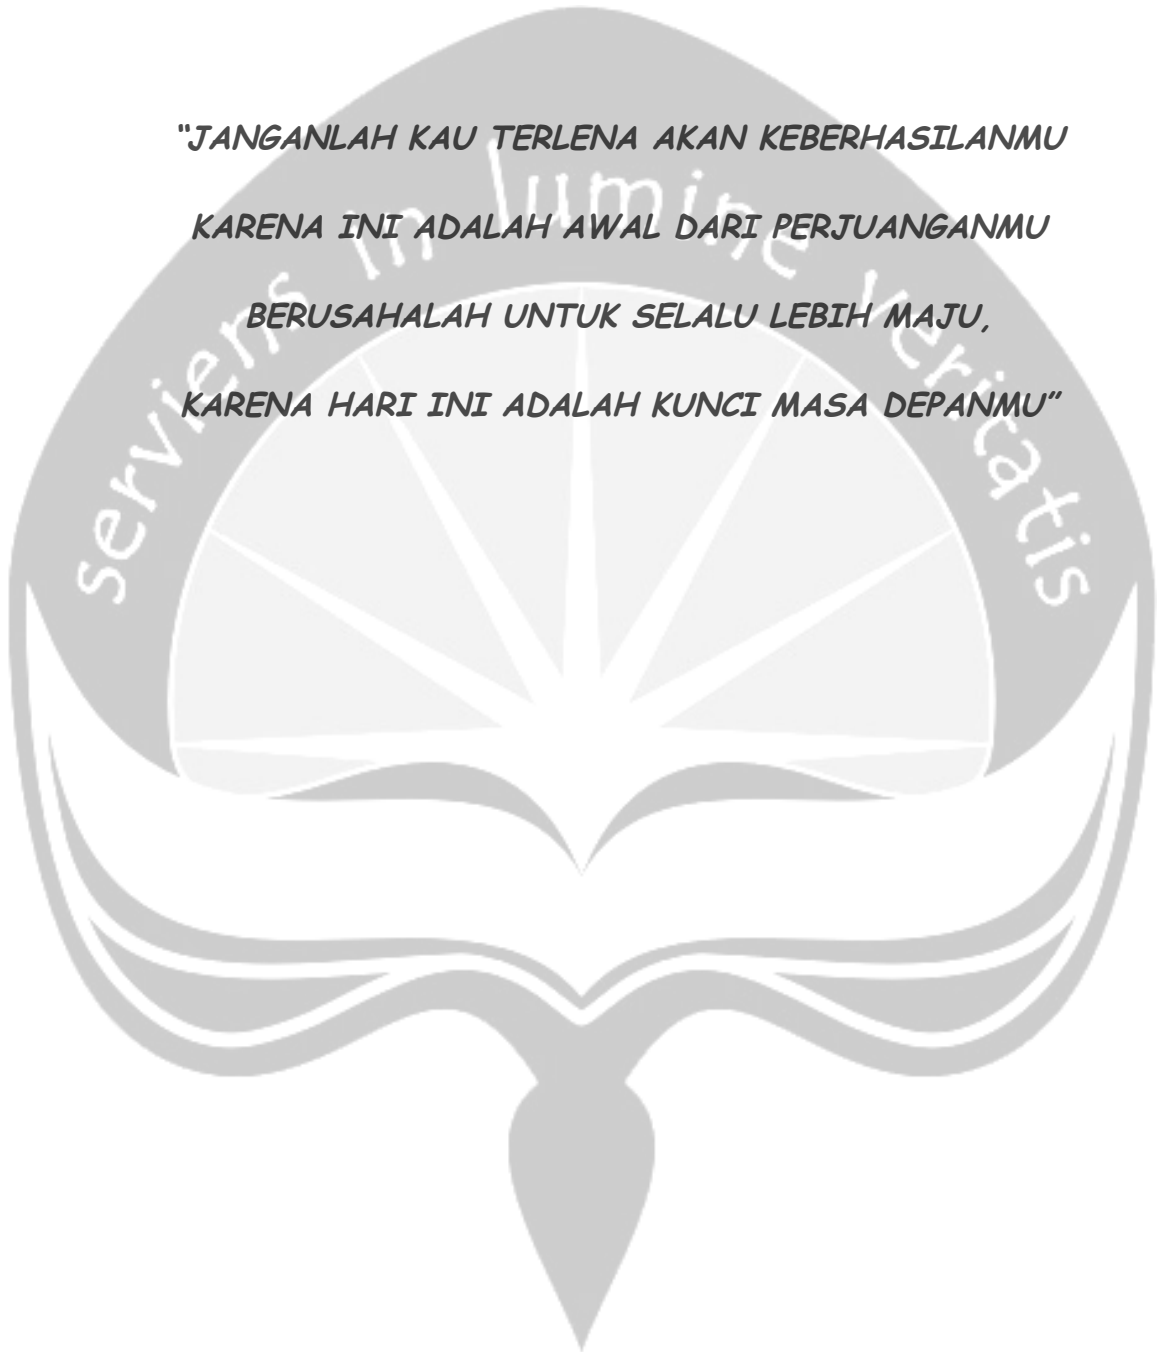 “JANGANLAH KAU TERLENA AKAN KEBERHASILANMU
KARENA INI ADALAH AWAL DARI PERJUANGANMU
BERUSAHALAH UNTUK SELALU LEBIH MAJU,
KARENA HARI INI ADALAH KUNCI MASA DEPANMU”
serviens in lumine veritatis